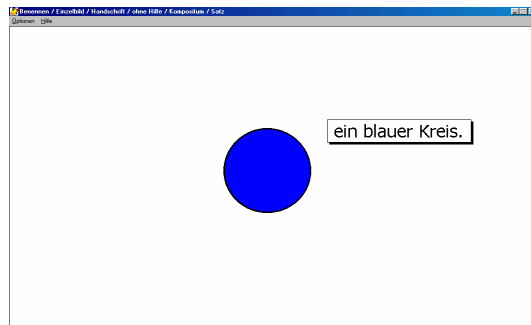 Benennen / Einzelbild / Handschrift / ohne Hilfe / Kompositum / Satz
Optionen Hilfe
ein blauer Kreis.